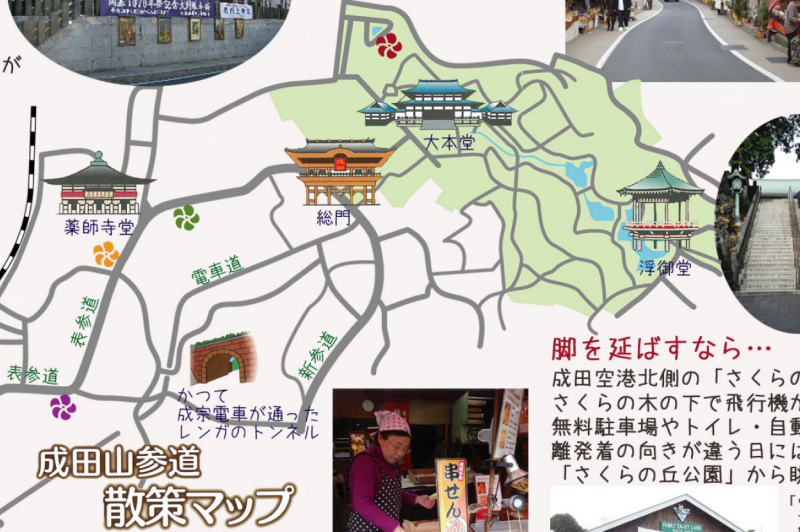 が
大本堂
薬師寺堂
総門
浮御堂
電車道
表参道
表参道
新参道
かつて
成宗電車が通った
レンガのトンネル
成田山参道
散策マップ
串せん
脚を延ばすなら…
成田空港北側の「さくらの
さくらの木の下で飛行機が
無料駐車場やトイレ・自動
離発着の向きが違う日には
「さくらの丘公園」から眺